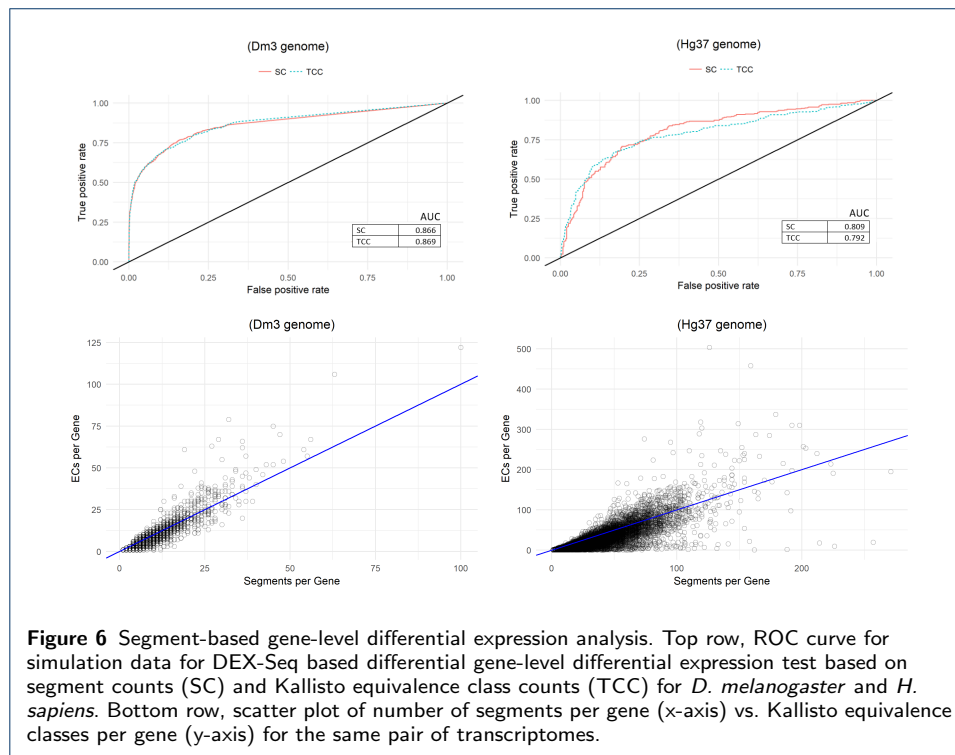 (Dm3 genome)
SC TCC
True positive rate
1.00
0.75
0.50
0.25
0.00
AUC
SC 0.866
TCC 0.869
0.00 0.25 0.50 0.75 1.00
False positive rate
(Hg37 genome)
SC TCC
True positive rate
1.00
0.75
0.50
0.25
0.00
AUC
SC 0.809
TCC 0.792
0.00 0.25 0.50 0.75 1.00
False positive rate
(Dm3 genome)
ECs per Gene
125
100
75
50
25
0
0 25 50 75 100
Segments per Gene
(Hg37 genome)
ECs per Gene
500
400
300
200
100
0
0 100 200
Segments per Gene
Figure 6 Segment-based gene-level differential expression analysis. Top row, ROC curve for
simulation data for DEX-Seq based differential gene-level differential expression test based on
segment counts (SC) and Kallisto equivalence class counts (TCC) for D. melanogaster and H.
sapiens. Bottom row, scatter plot of number of segments per gene (x-axis) vs. Kallisto equivalence
classes per gene (y-axis) for the same pair of transcriptomes.